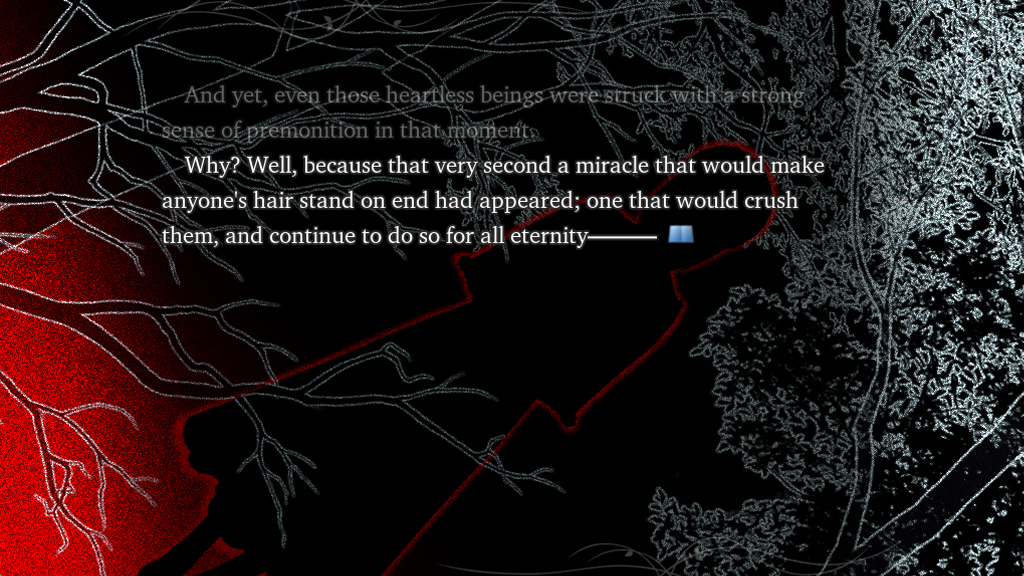 And yet, even those heartless beings were struck with a strong
sense of premonition in that moment.
Why? Well, because that very second a miracle that would make
anyone's hair stand on end had appeared; one that would crush
them, and continue to do so for all eternity———